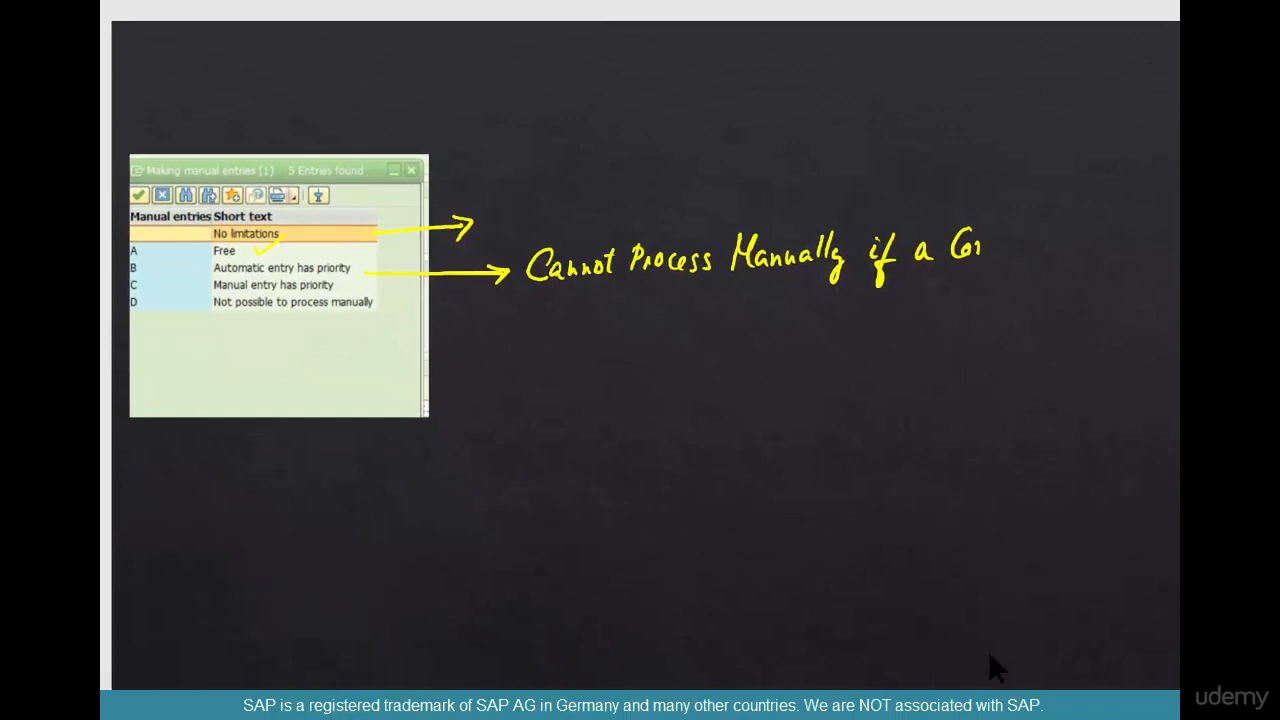 Making manual entries (1) 5 Entries found
Manual entries Short text
No limitations
A Free
B Automatic entry has priority
C Manual entry has priority
D Not possible to process manually
Cannot Process Manually if a Co
SAP is a registered trademark of SAP AG in Germany and many other countries. We are NOT associated with SAP.
udemy